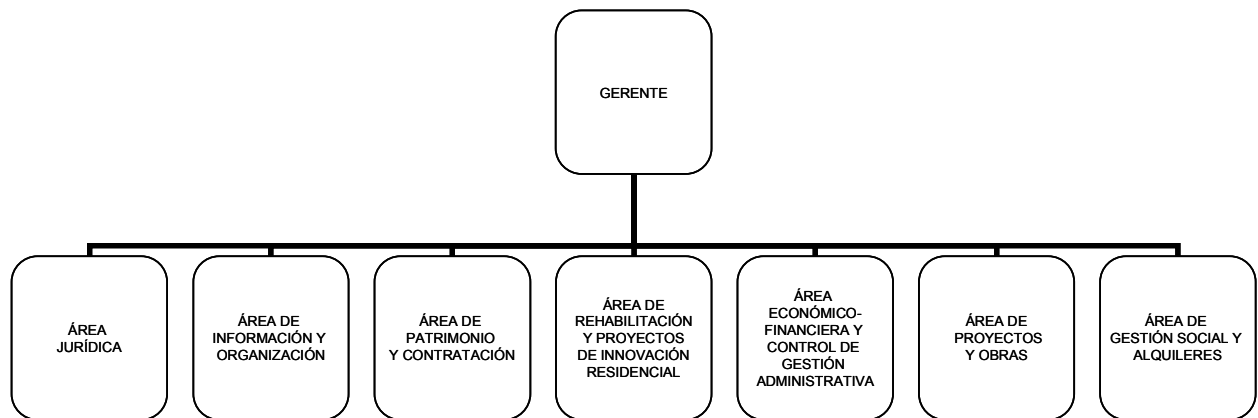 GERENTE
ÁREA
JURÍDICA
ÁREA DE
INFORMACIÓN Y
ORGANIZACIÓN
ÁREA DE
PATRIMONIO
Y CONTRATACIÓN
ÁREA DE
REHABILITACIÓN
Y PROYECTOS
DE INNOVACIÓN
RESIDENCIAL
ÁREA
ECONÓMICO-
FINANCIERA Y
CONTROL DE
GESTIÓN
ADMINISTRATIVA
ÁREA DE
PROYECTOS
Y OBRAS
ÁREA DE
GESTIÓN SOCIAL Y
ALQUILERES